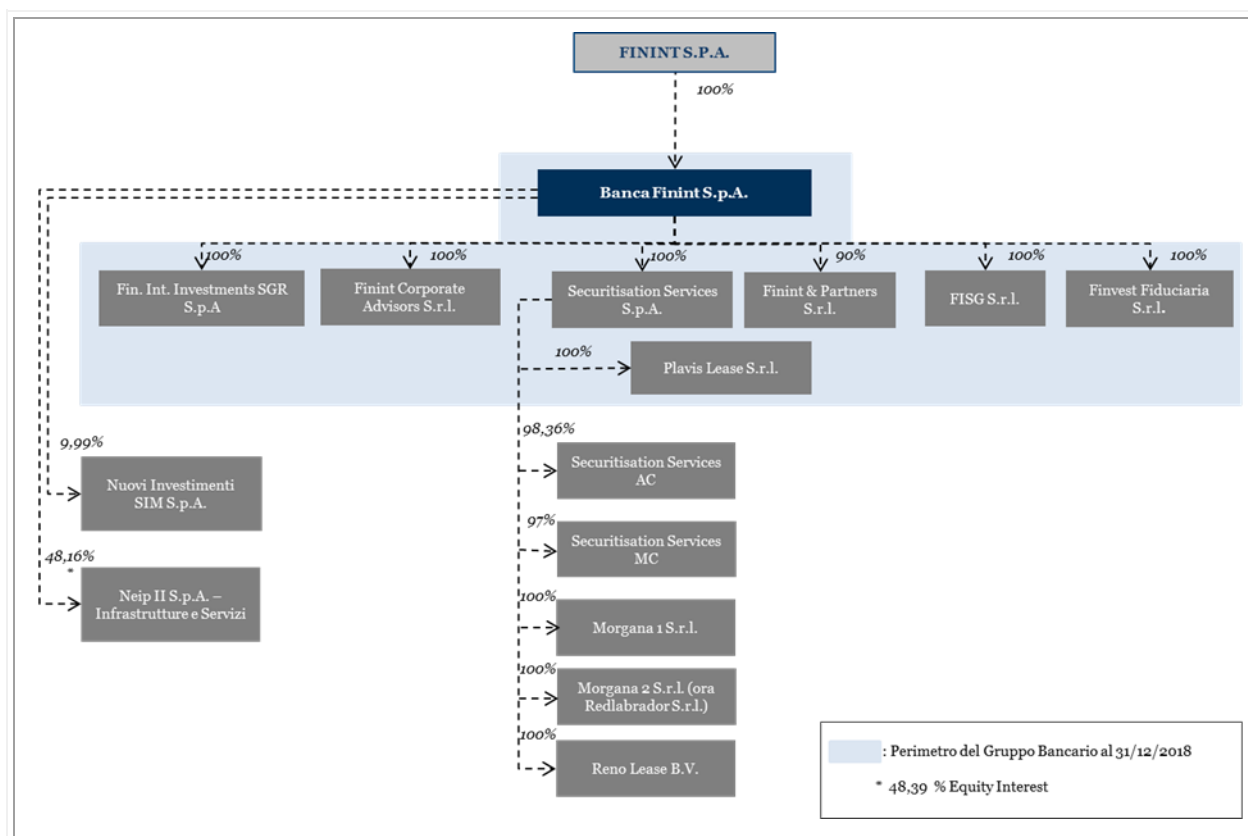 FININT S.P.A.
100%
Banca Finint S.p.A.
100%
100%
100%
90%
100%
100%
Fin. Int. Investments SGR
S.p.A
Finint Corporate
Advisors S.r.l.
Securitisation Services
S.p.A.
Finint & Partners
S.r.l.
FISG S.r.l.
Finvest Fiduciaria
S.r.l.
100%
Plavis Lease S.r.l.
9,99%
Nuovi Investimenti
SIM S.p.A.
48,16%
*
Neip II S.p.A. –
Infrastrutture e Servizi
98,36%
Securitisation Services
AC
97%
Securitisation Services
MC
100%
Morgana 1 S.r.l.
100%
Morgana 2 S.r.l. (ora
Redlabrador S.r.l.)
100%
Reno Lease B.V.
: Perimetro del Gruppo Bancario al 31/12/2018
* 48,39 % Equity Interest